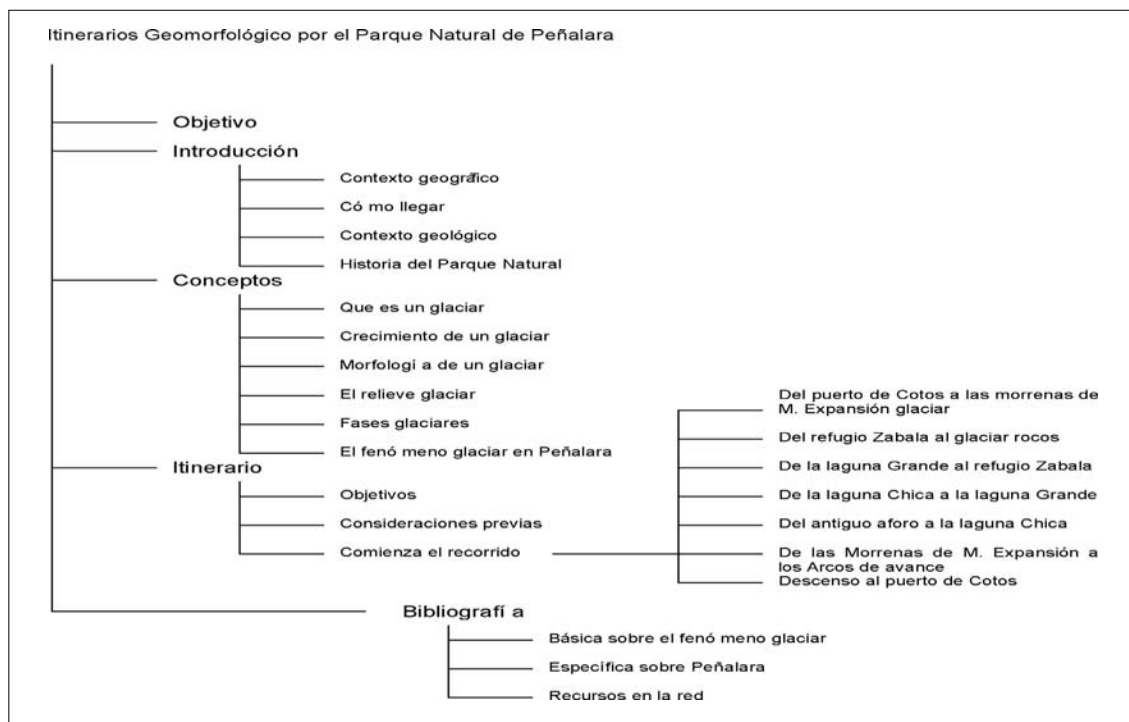 Itinerarios Geomorfológico por el Parque Natural de Peñalara
Objetivo
Introducción
Contexto geográfico
Có mo llegar
Contexto geológico
Historia del Parque Natural
Conceptos
Que es un glaciar
Crecimiento de un glaciar
Morfologí a de un glaciar
El relieve glaciar
Fases glaciares
El fenó meno glaciar en Peñalara
Itinerario
Objetivos
Consideraciones previas
Comienza el recorrido
Del puerto de Cotos a las morrenas de
M. Expansión glaciar
Del refugio Zabala al glaciar rocos
De la laguna Grande al refugio Zabala
De la laguna Chica a la laguna Grande
Del antiguo aforo a la laguna Chica
De las Morrenas de M. Expansión a
los Arcos de avance
Descenso al puerto de Cotos
Bibliografí a
Básica sobre el fenó meno glaciar
Específica sobre Peñalara
Recursos en la red